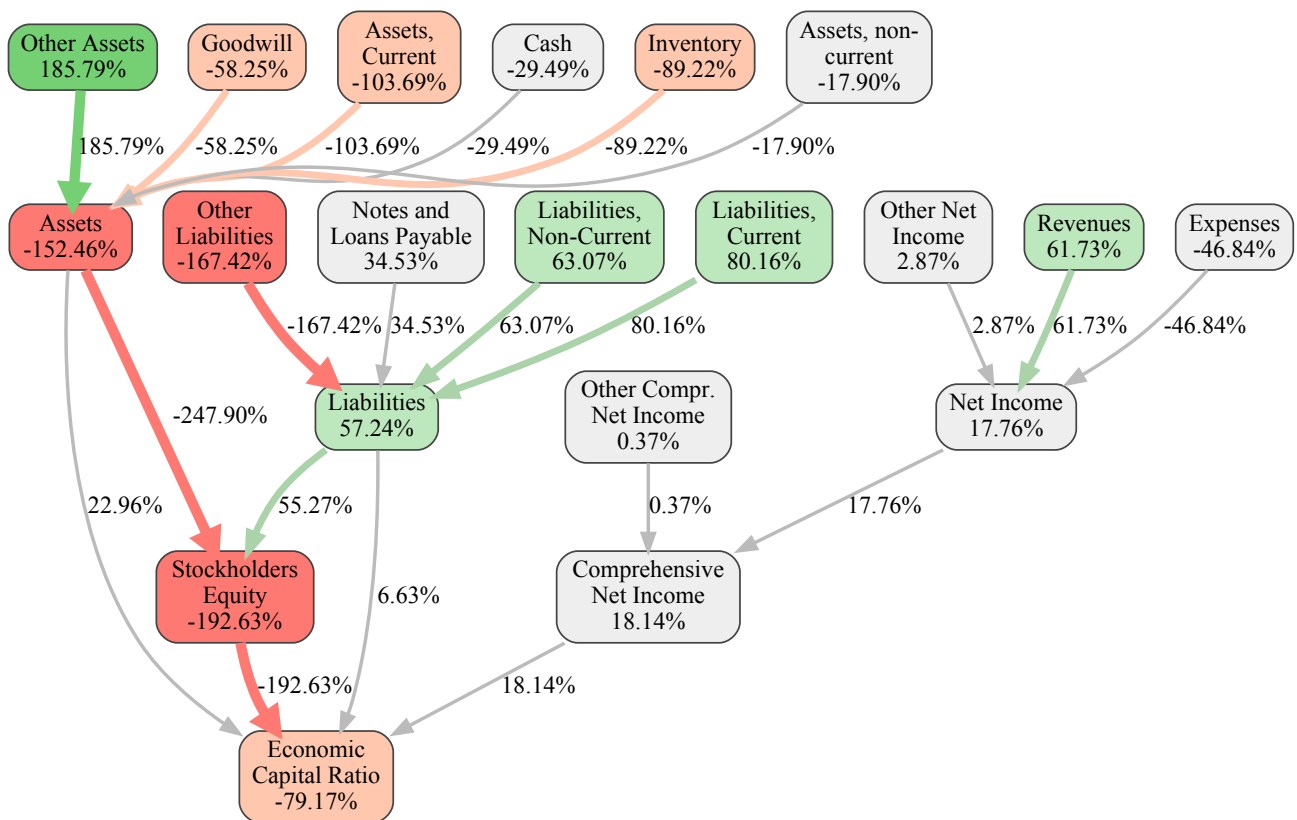 Other Assets
185.79%
Goodwill
-58.25%
Assets,
Current
-103.69%
Cash
-29.49%
Inventory
-89.22%
Assets, non-
current
-17.90%
185.79%
-58.25%
-103.69%
-29.49%
-89.22%
-17.90%
Assets
-152.46%
Other
Liabilities
-167.42%
Notes and
Loans Payable
34.53%
Liabilities,
Non-Current
63.07%
Liabilities,
Current
80.16%
Other Net
Income
2.87%
Revenues
61.73%
Expenses
-46.84%
-167.42%
34.53%
63.07%
80.16%
2.87%
61.73%
-46.84%
-247.90%
Liabilities
57.24%
Other Compr.
Net Income
0.37%
Net Income
17.76%
22.96%
55.27%
0.37%
17.76%
Stockholders
Equity
-192.63%
6.63%
Comprehensive
Net Income
18.14%
-192.63%
18.14%
Economic
Capital Ratio
-79.17%